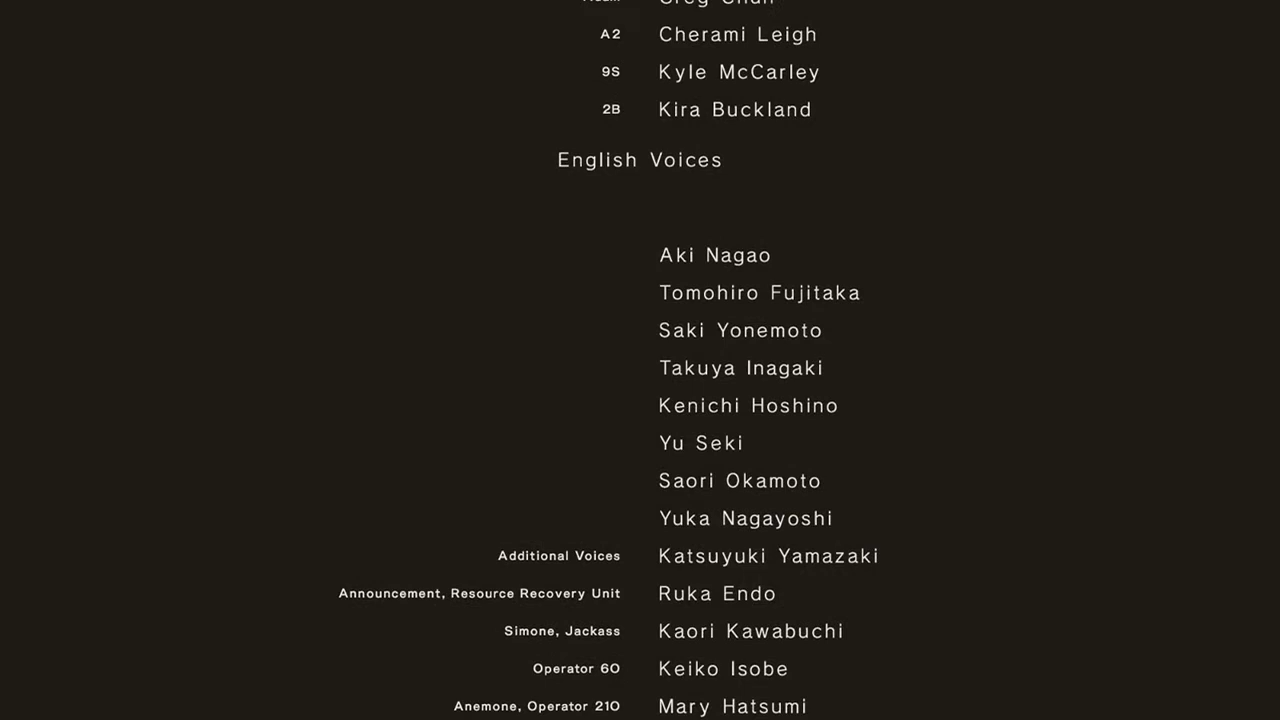 A2 Cherami Leigh
9S Kyle McCarley
2B Kira Buckland
English Voices
Aki Nagao
Tomohiro Fujitaka
Saki Yonemoto
Takuya Inagaki
Kenichi Hoshino
Yu Seki
Saori Okamoto
Yuka Nagayoshi
Additional Voices Katsuyuki Yamazaki
Announcement, Resource Recovery Unit Ruka Endo
Simone, Jackass Kaori Kawabuchi
Operator 6O Keiko Isobe
Anemone, Operator 21O Mary Hatsumi